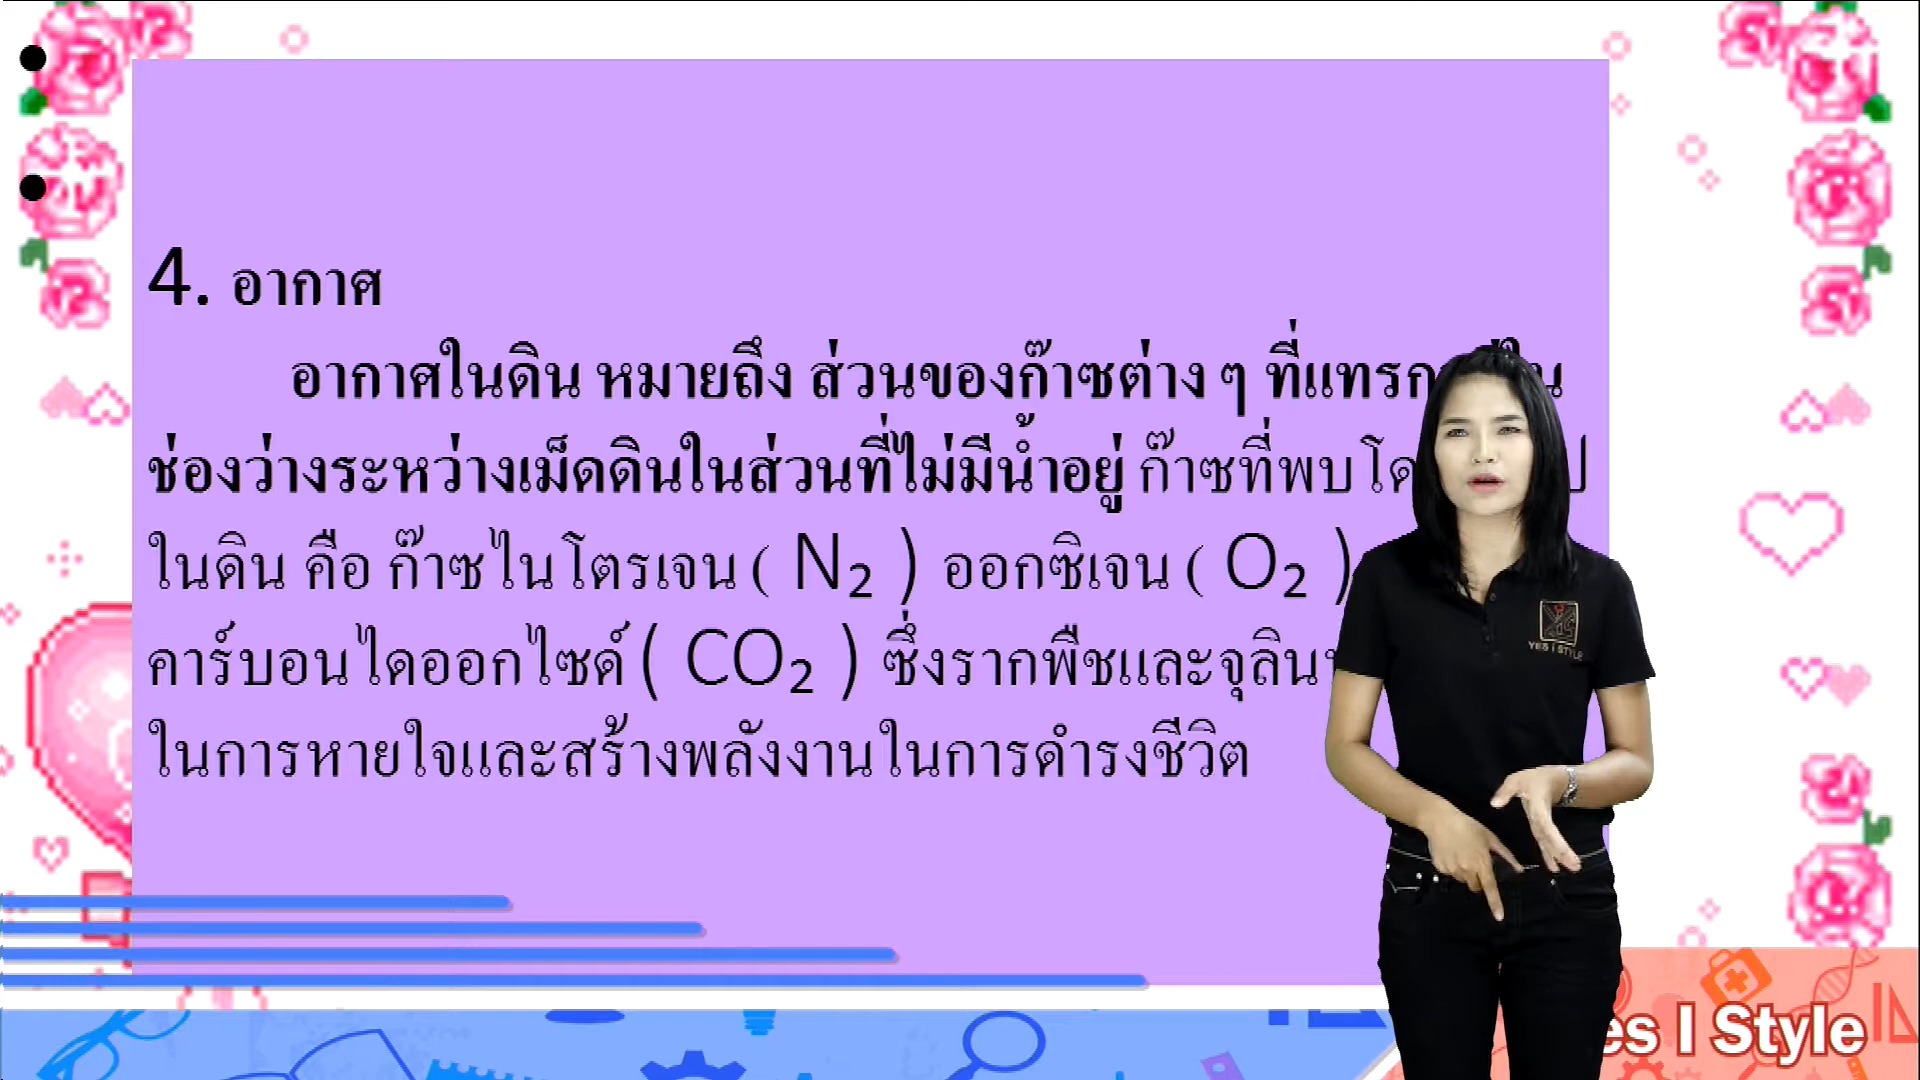 4. อากาศ
อากาศในดิน หมายถึง ส่วนของก๊าซต่าง ๆ ที่
ช่องว่างระหว่างเม็ดดินในส่วนที่ไม่มีน้ำอยู่ ก๊าซที่พบ
ในดิน คือ ก๊าซไนโตรเจน ( N₂ ) ออกซิเจน ( O₂ )
คาร์บอนไดออกไซด์ ( CO₂ ) ซึ่งรากพืชและ
ในการหายใจและสร้างพลังงานในการดำรงชีวิต
YES I STYLE
I Style